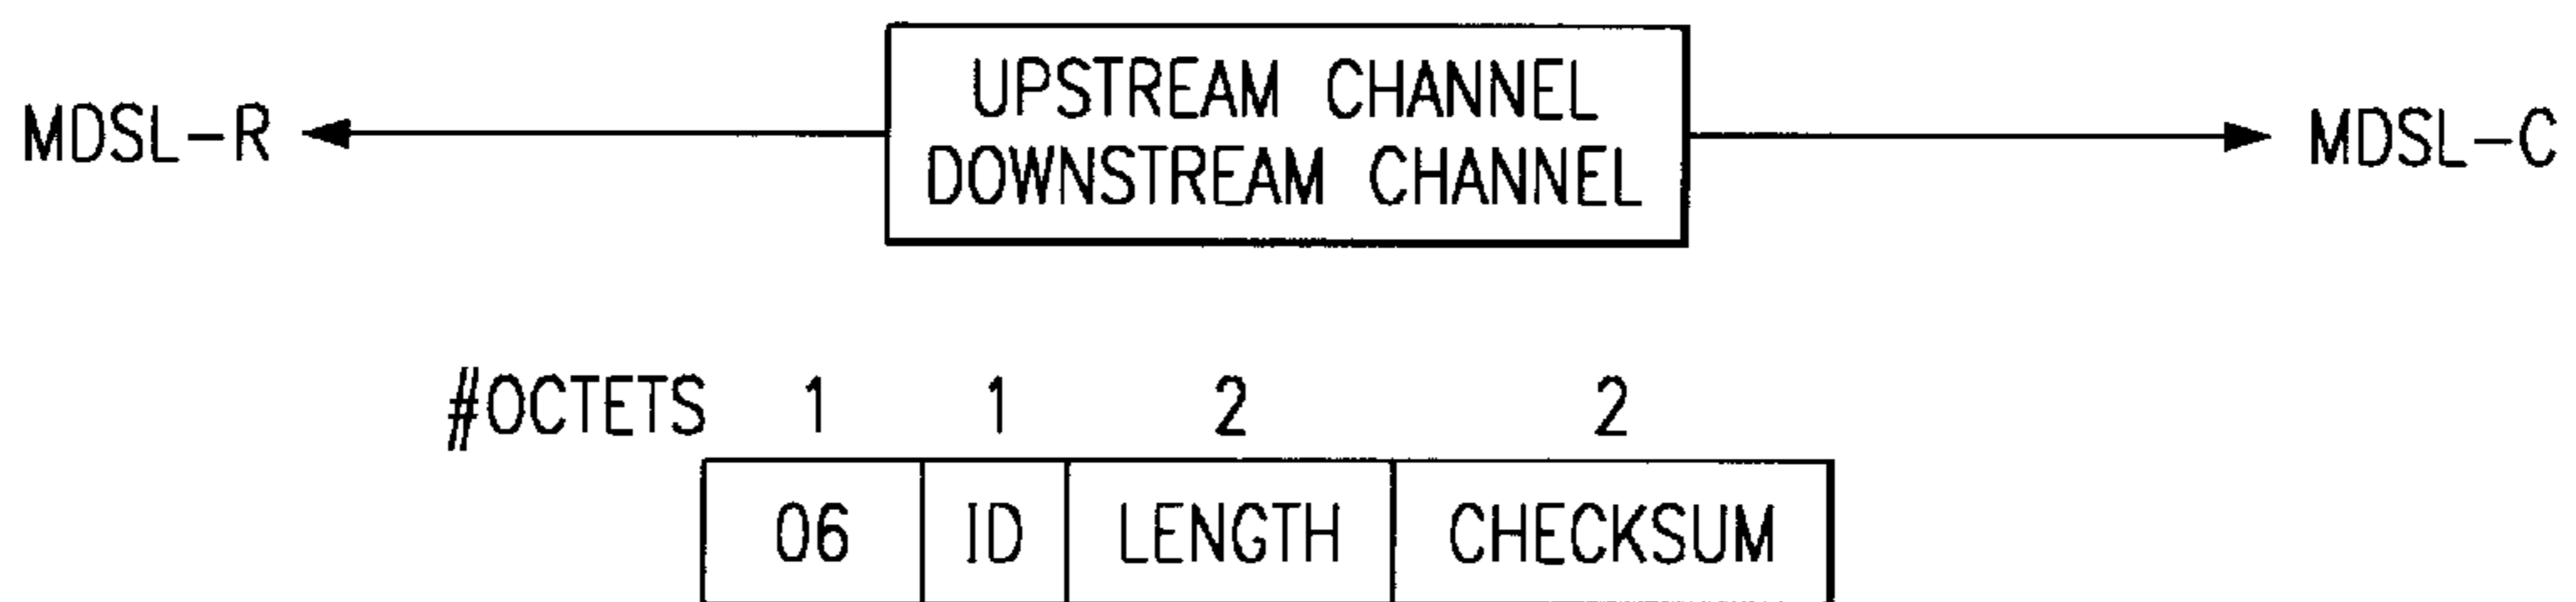 UPSTREAM CHANNEL
MDSL-R
DOWNSTREAM CHANNEL
MDSL-C
#OCTETS 1 1 2 2
06 ID LENGTH CHECKSUM